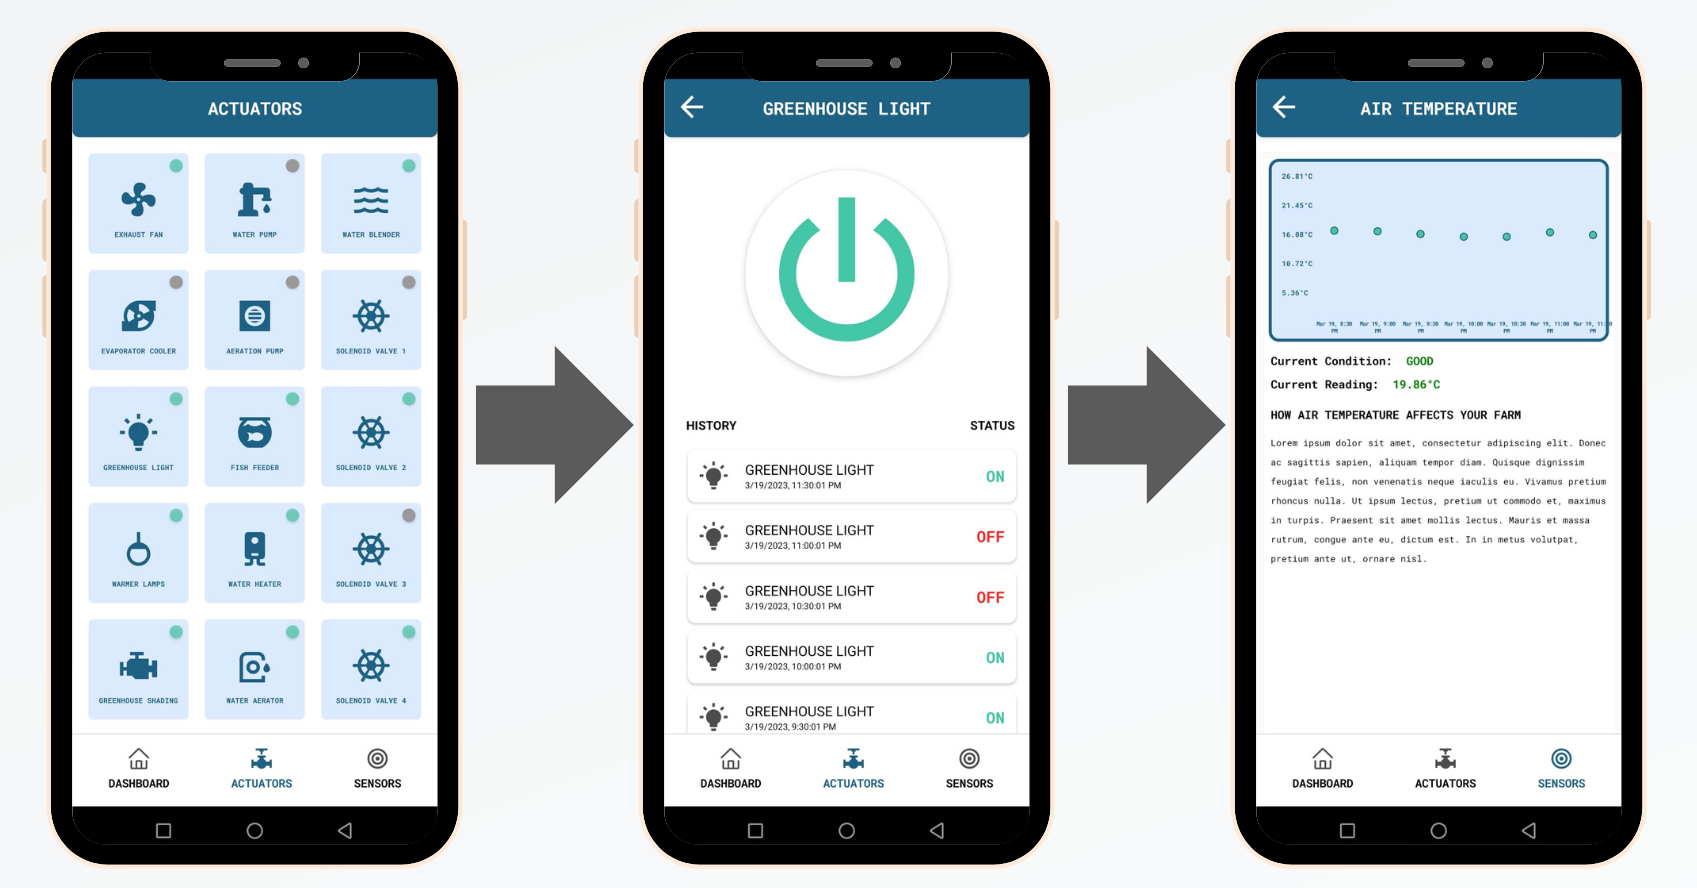 ACTUATORS
EXHAUST FAN
WATER PUMP
WATER BLENDER
EVAPORATOR COOLER
AERATION PUMP
SOLENOID VALVE 1
GREENHOUSE LIGHT
FISH FEEDER
SOLENOID VALVE 2
WARMER LAMPS
WATER HEATER
SOLENOID VALVE 3
GREENHOUSE SHADING
WATER AERATOR
SOLENOID VALVE 4
DASHBOARD
ACTUATORS
SENSORS
GREENHOUSE LIGHT
HISTORY
STATUS
GREENHOUSE LIGHT
3/19/2023, 11:30:01 PM
ON
GREENHOUSE LIGHT
3/19/2023, 11:00:01 PM
OFF
GREENHOUSE LIGHT
3/19/2023, 10:30:01 PM
OFF
GREENHOUSE LIGHT
3/19/2023, 10:00:01 PM
ON
GREENHOUSE LIGHT
3/19/2023, 9:30:01 PM
ON
DASHBOARD
ACTUATORS
SENSORS
AIR TEMPERATURE
26.81°C
21.45°C
16.08°C
10.72°C
5.36°C
Mar 19, 8:30
PM
Mar 19, 9:00
PM
Mar 19, 9:30
PM
Mar 19, 10:00
PM
Mar 19, 10:30
PM
Mar 19, 11:00
PM
Mar 19,
PM
Current Condition: GOOD
Current Reading: 19.86°C
HOW AIR TEMPERATURE AFFECTS YOUR FARM
Lorem ipsum dolor sit amet, consectetur adipiscing elit. Donec
ac sagittis sapien, aliquam tempor diam. Quisque dignissim
feugiat felis, non venenatis neque iaculis eu. Vivamus pretium
rhoncus nulla. Ut ipsum lectus, pretium ut commodo et, maximus
in turpis. Praesent sit amet mollis lectus. Mauris et massa
rutrum, congue ante eu, dictum est. In in metus volutpat,
pretium ante ut, ornare nisl.
DASHBOARD
ACTUATORS
SENSORS